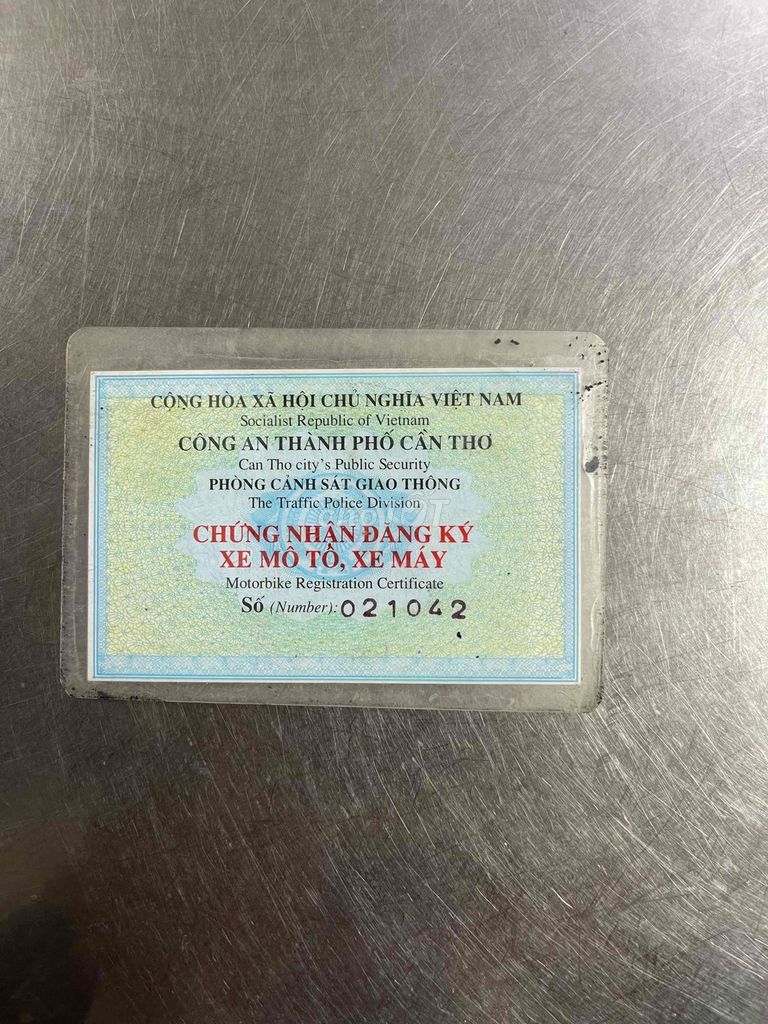 CỘNG HÒA XÃ HỘI CHỦ NGHĨA VIỆT NAM
Socialist Republic of Vietnam
CÔNG AN THÀNH PHỐ CẦN THƠ
Can Tho city's Public Security
PHÒNG CẢNH SÁT GIAO THÔNG
The Traffic Police Division
CHỨNG NHẬN ĐĂNG KÝ
XE MÔ TÔ, XE MÁY
Motorbike Registration Certificate
Số (Number): 021042